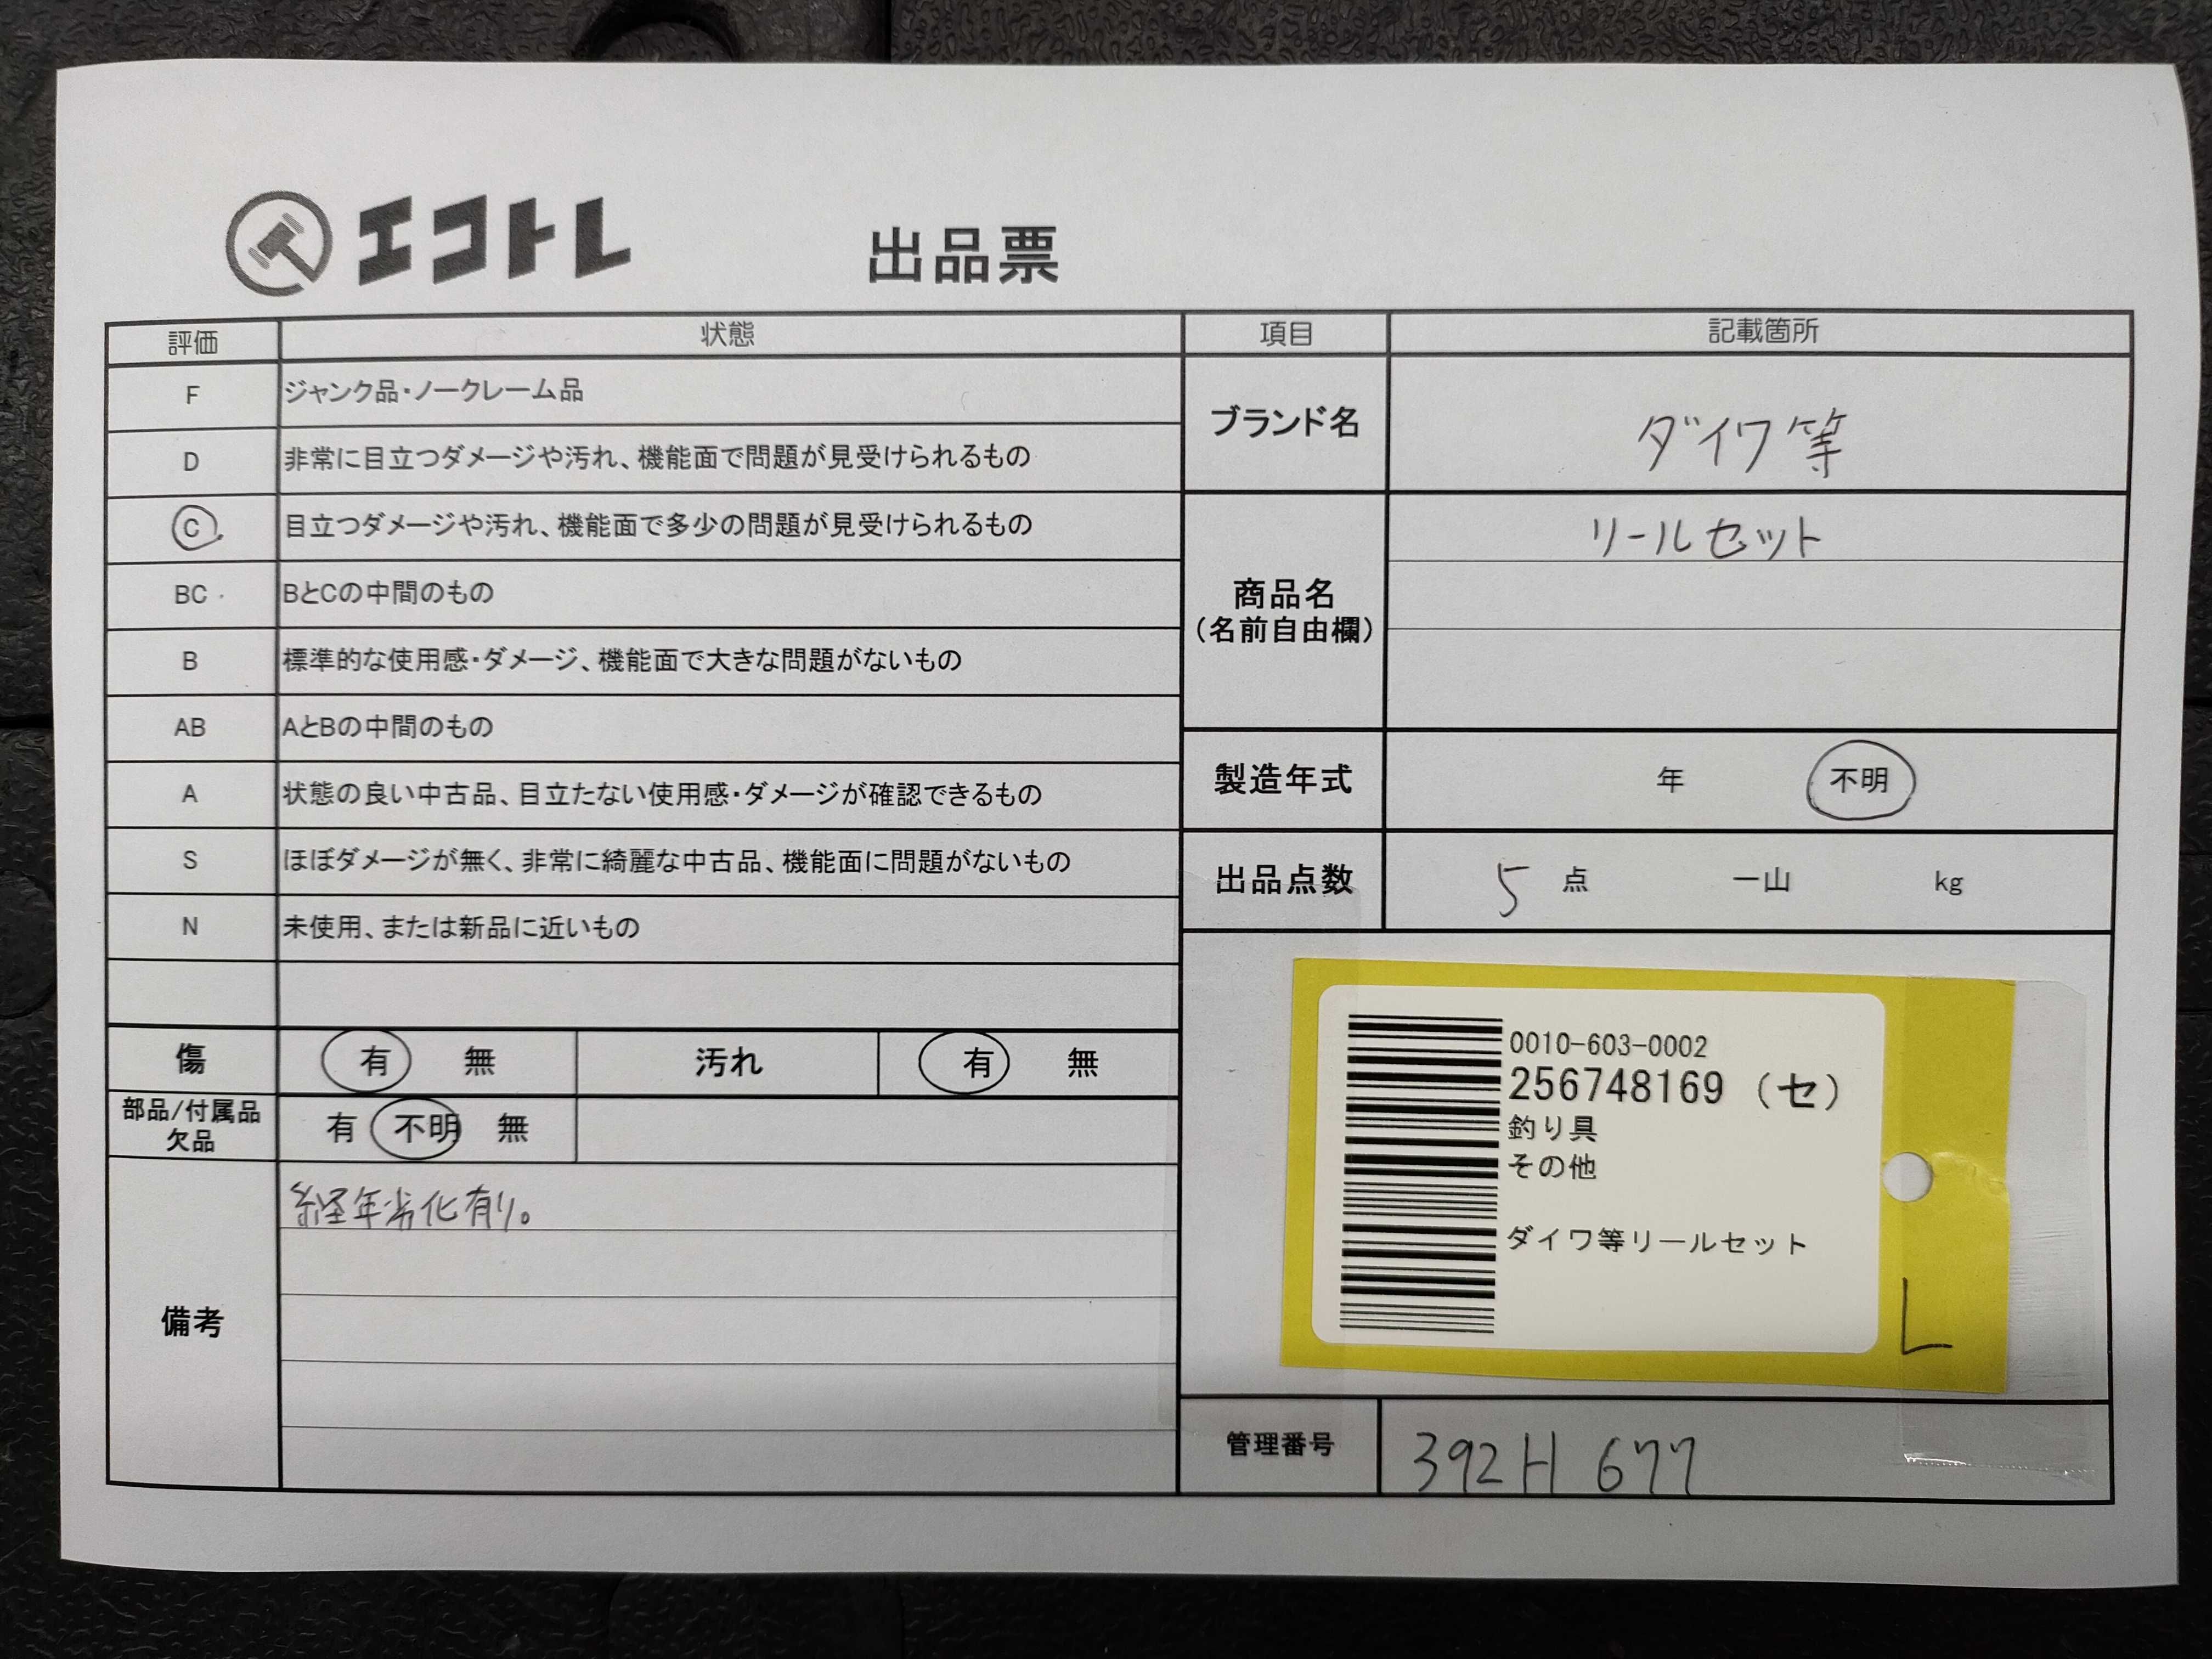 エコトレ
出品票
評価 状態
F ジャンク品・ノークレーム品
D 非常に目立つダメージや汚れ、機能面で問題が見受けられるもの
C 目立つダメージや汚れ、機能面で多少の問題が見受けられるもの
BC BとCの中間のもの
B 標準的な使用感・ダメージ、機能面で大きな問題がないもの
AB AとBの中間のもの
A 状態の良い中古品、目立たない使用感・ダメージが確認できるもの
S ほぼダメージが無く、非常に綺麗な中古品、機能面に問題がないもの
N 未使用、または新品に近いもの
傷 有 無 汚れ 有 無
部品/付属品
欠品
有 不明 無
備考
経年劣化有り。
項目 記載箇所
ブランド名 ダイワ等
商品名
（名前自由欄）
リールセット
製造年式 年 不明
出品点数 5 点 一山 kg
0010-603-0002
256748169 （セ）
釣り具
その他
ダイワ等リールセット
L
管理番号 392H 677